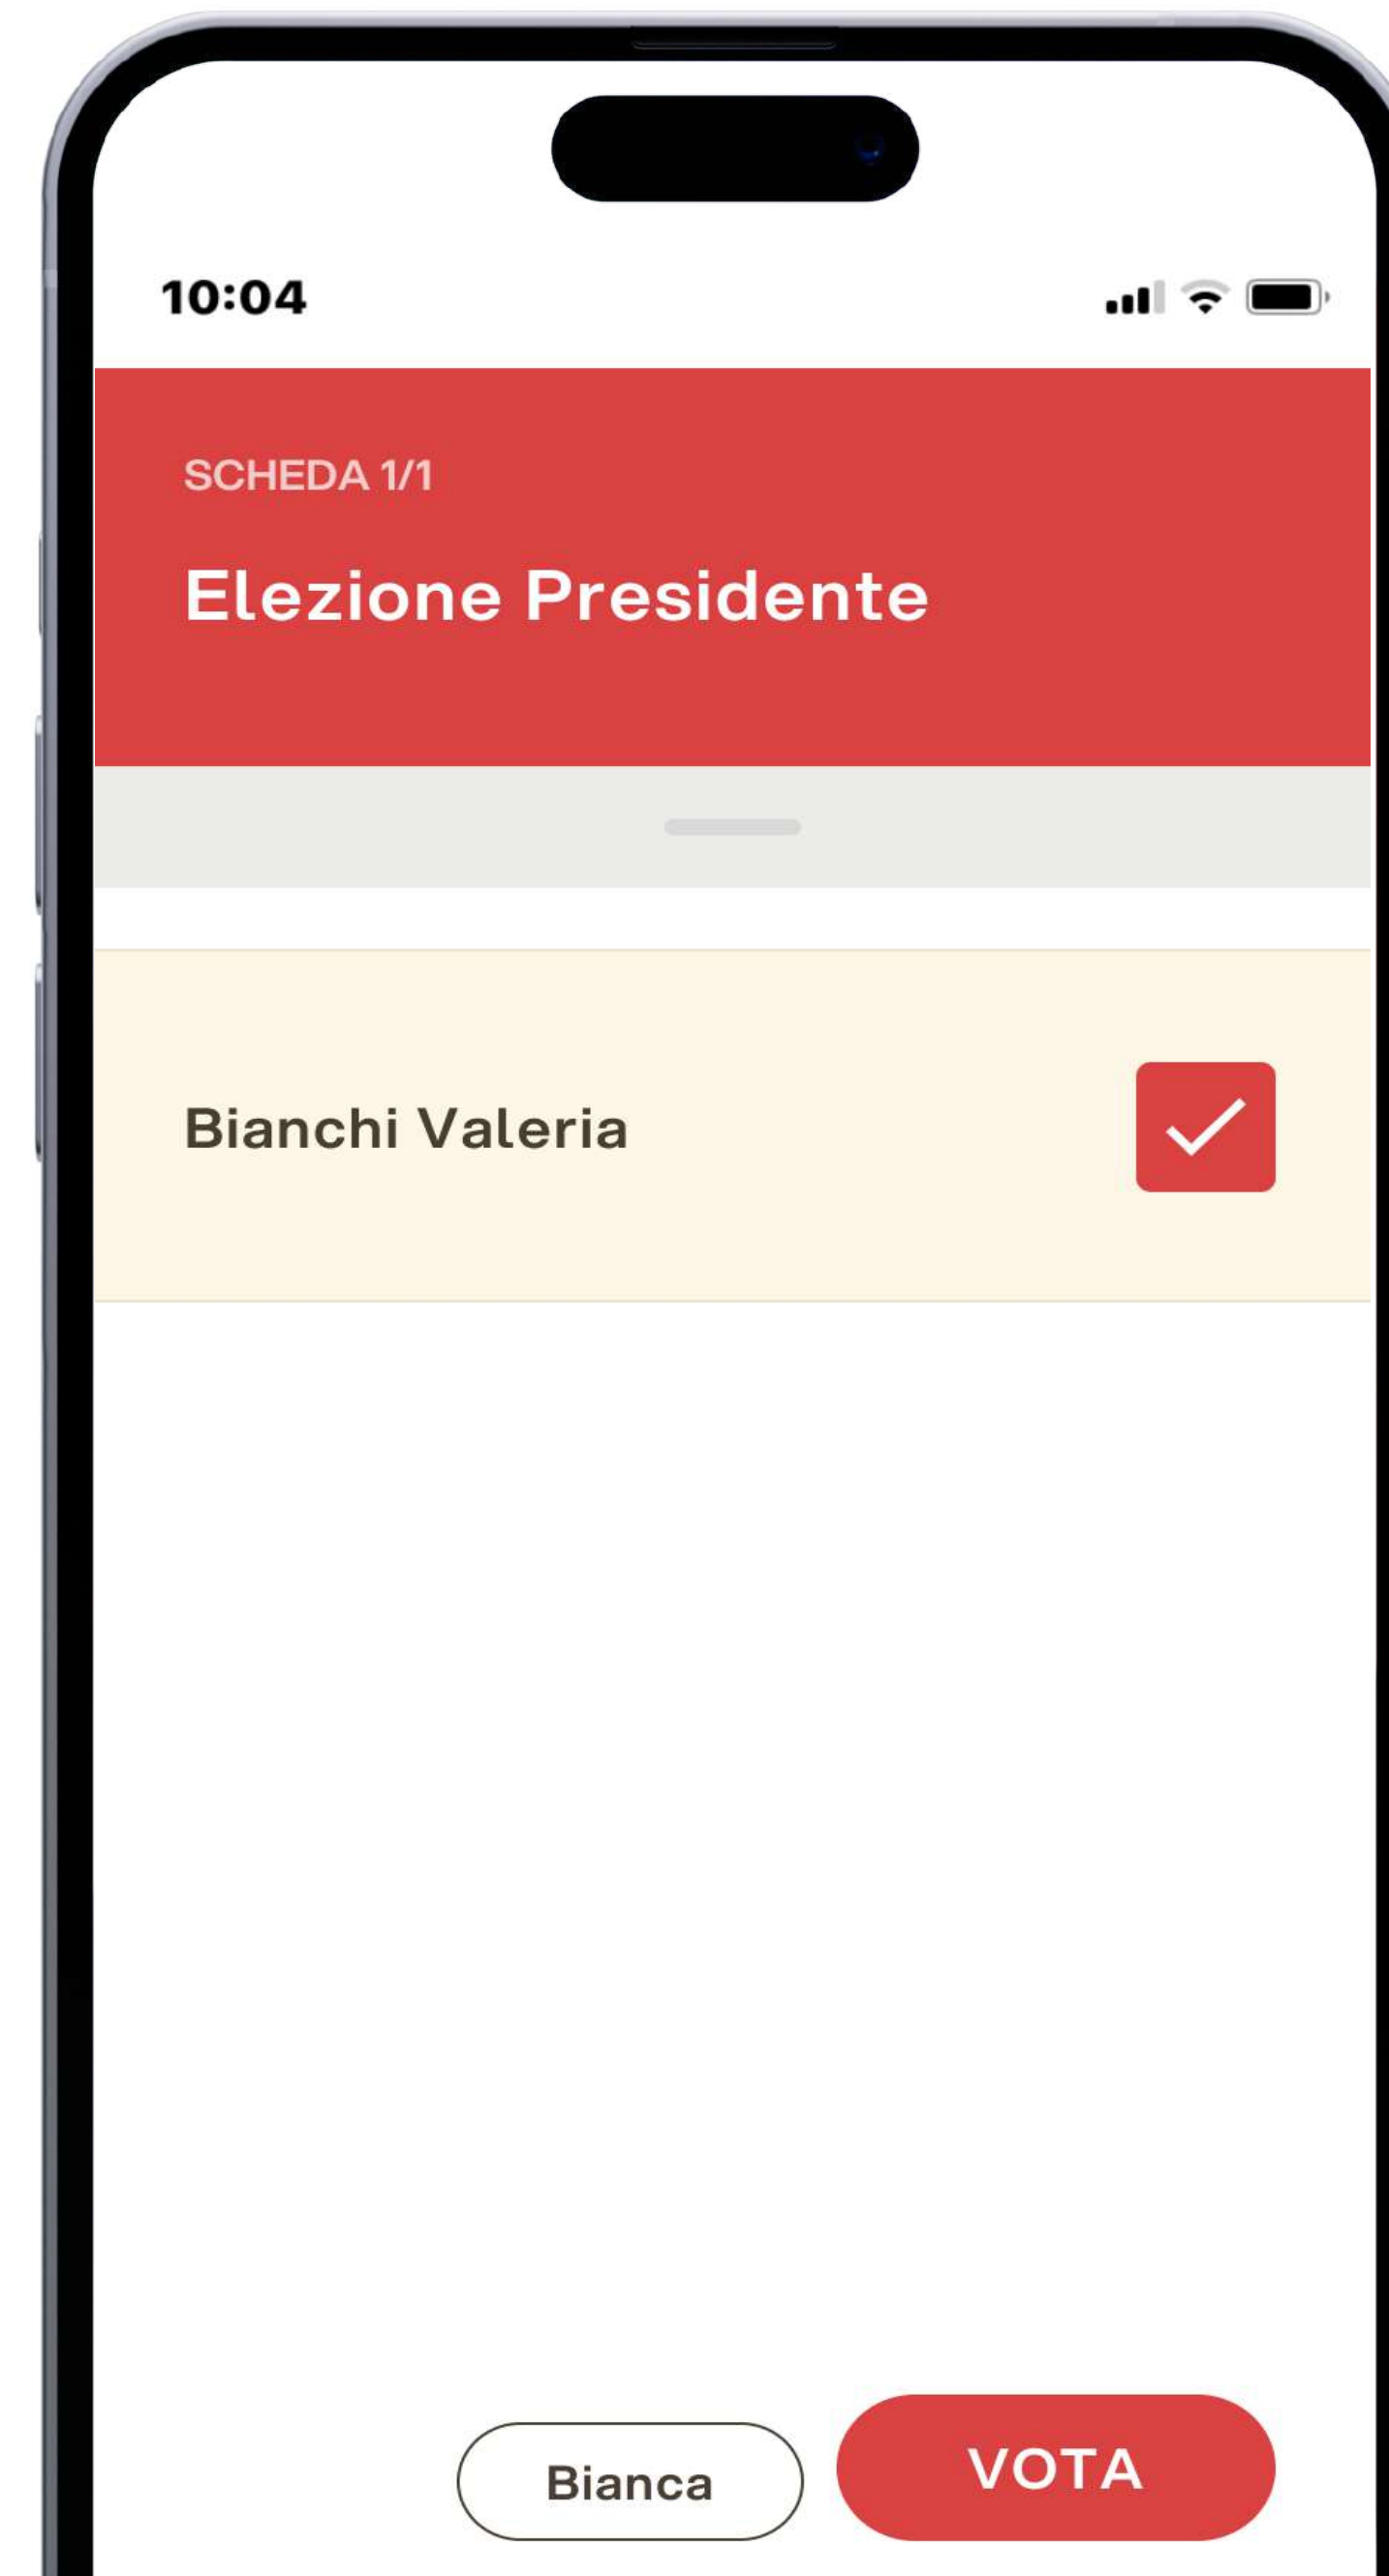 10:04
SCHEDA 1/1
Elezione Presidente
Bianchi Valeria
Bianca
VOTA